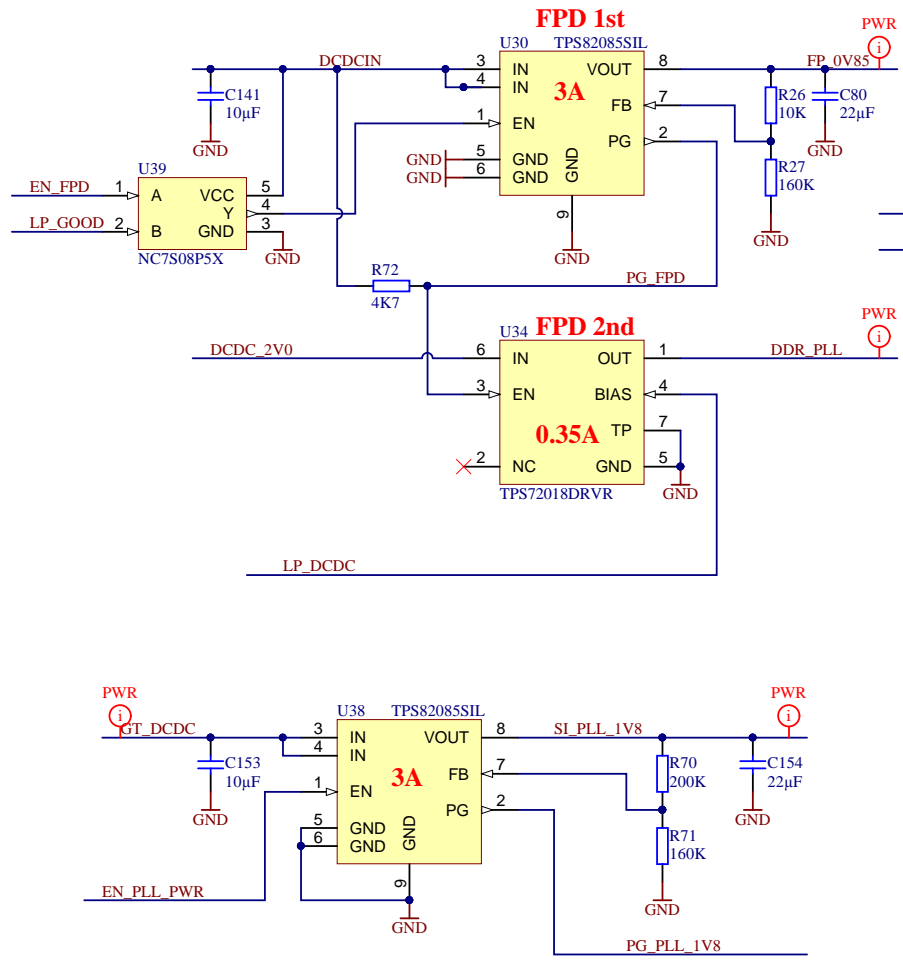 FPD 1st
PWR
U30 TPS82085SIL
DCDCIN
3 IN VOUT 8
FP_0V85
4 IN
3A
C141
10µF
FB 7
R26
10K
C80
22µF
1 EN
PG 2
GND
GND
GND 5 GND
GND 6 GND
GND
9
R27
160K
U39
EN_FPD 1 A VCC 5
Y 4
LP_GOOD 2 B GND 3
NC7S08P5X
GND
GND
GND
R72
4K7
PG_FPD
U34 FPD 2nd
PWR
DCDC_2V0 6 IN OUT 1 DDR_PLL
3 EN BIAS 4
0.35A
TP 7
2 NC GND 5
TPS72018DRVR
GND
LP_DCDC
PWR
PWR
U38 TPS82085SIL
GT_DCDC 3 IN VOUT 8 SI_PLL_1V8
4 IN
C153
10µF
3A
FB 7
R70
200K
C154
22µF
1 EN
PG 2
GND
GND
5 GND
6 GND
GND
R71
160K
9
EN_PLL_PWR
GND
GND
PG_PLL_1V8